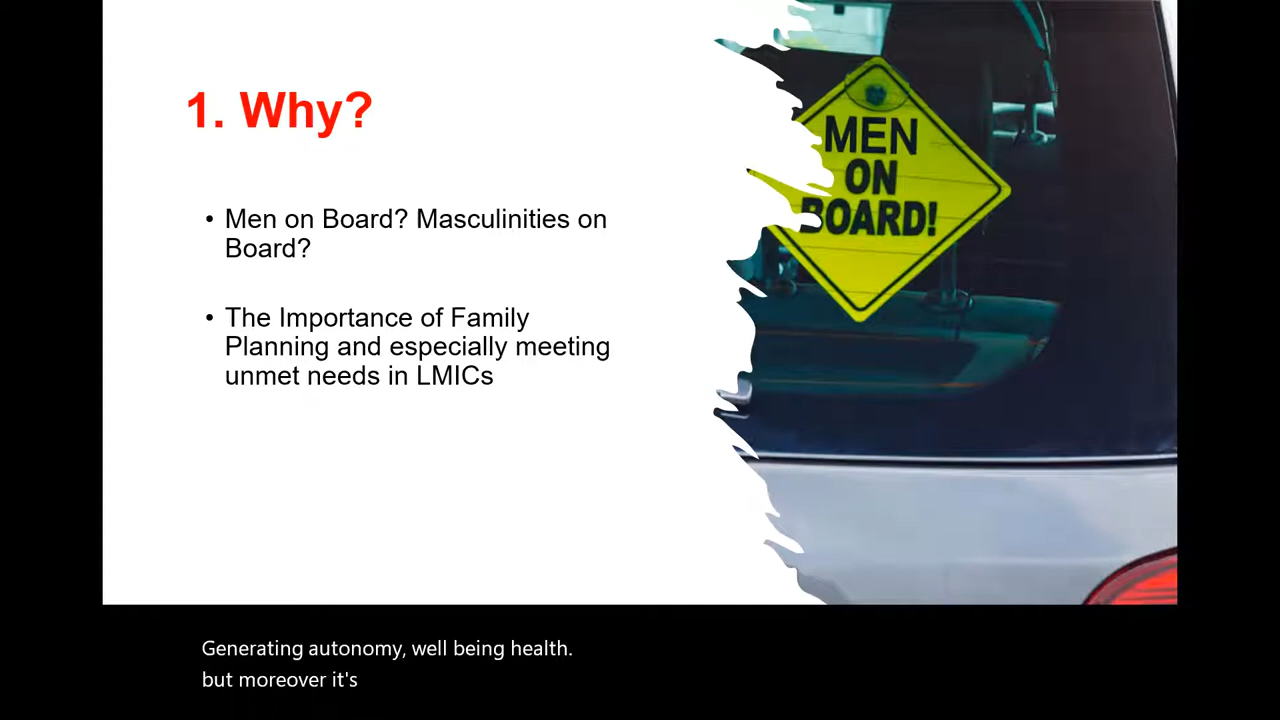 1. Why?
• Men on Board? Masculinities on
Board?
• The Importance of Family
Planning and especially meeting
unmet needs in LMICs
MEN
ON
BOARD!
Generating autonomy, well being health.
but moreover it's